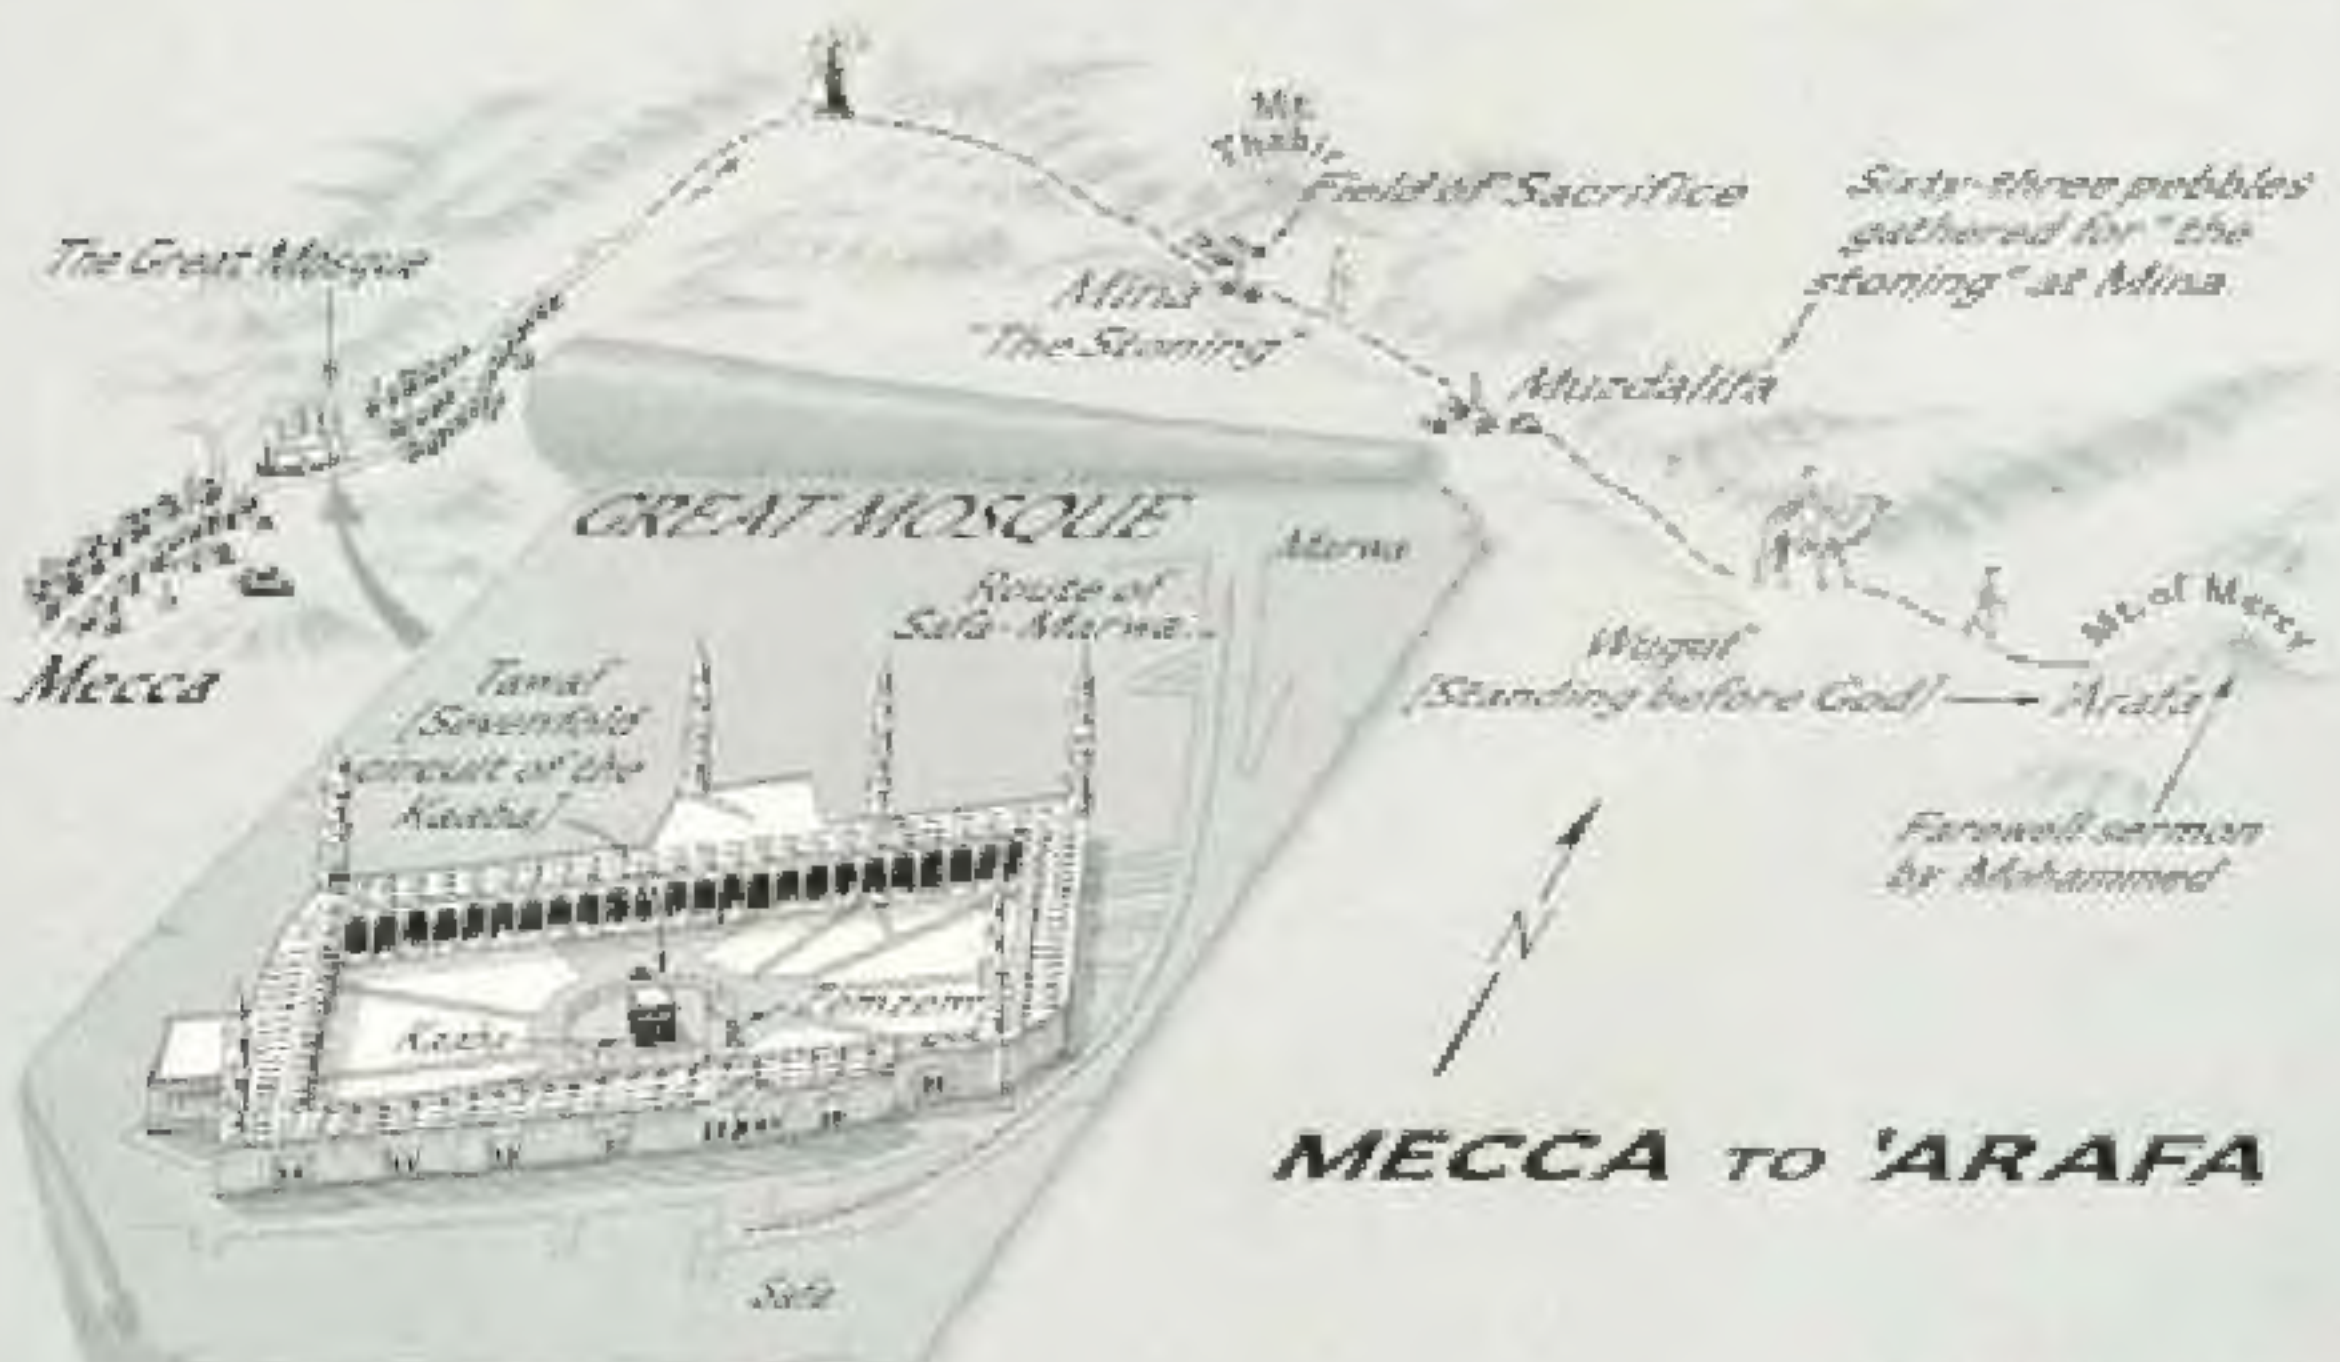 Mt.
Thabir
Field of Sacrifice
Sixty-three pebbles
gathered for "the
stoning" at Mina
The Great Mosque
Mina
"The Stoning"
Muzdalifa
GREAT MOSQUE
Marwa
Route of
Safa-Marwa
Mt. of Mercy
Wuquf
(Standing before God)
'Arafa
Mecca
Tawaf
(Sevenfold
circuit of the
Kaaba)
Farewell sermon
by Mohammed
N
Zemzem
Kaaba
MECCA TO 'ARAFA
Safa